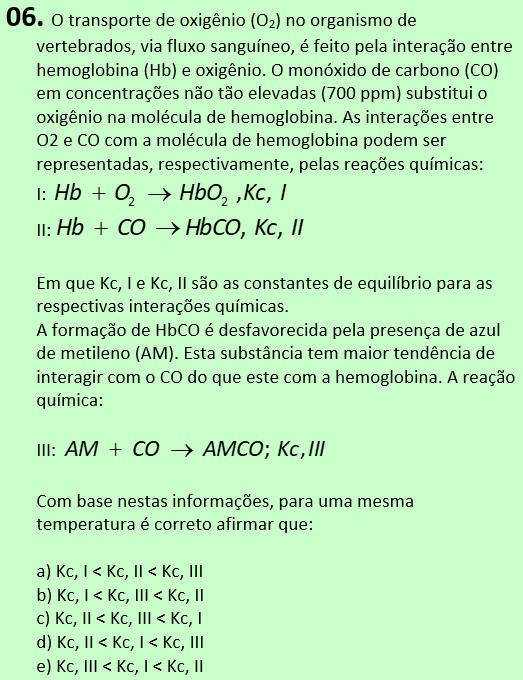 06. O transporte de oxigênio (O₂) no organismo de
vertebrados, via fluxo sanguíneo, é feito pela interação entre
hemoglobina (Hb) e oxigênio. O monóxido de carbono (CO)
em concentrações não tão elevadas (700 ppm) substitui o
oxigênio na molécula de hemoglobina. As interações entre
O2 e CO com a molécula de hemoglobina podem ser
representadas, respectivamente, pelas reações químicas:
I: Hb + O₂ → HbO₂ ,Kc, I
II: Hb + CO → HbCO, Kc, II
Em que Kc, I e Kc, II são as constantes de equilíbrio para as
respectivas interações químicas.
A formação de HbCO é desfavorecida pela presença de azul
de metileno (AM). Esta substância tem maior tendência de
interagir com o CO do que este com a hemoglobina. A reação
química:
III: AM + CO → AMCO; Kc,III
Com base nestas informações, para uma mesma
temperatura é correto afirmar que:
a) Kc, I < Kc, II < Kc, III
b) Kc, I < Kc, III < Kc, II
c) Kc, II < Kc, III < Kc, I
d) Kc, II < Kc, I < Kc, III
e) Kc, III < Kc, I < Kc, II